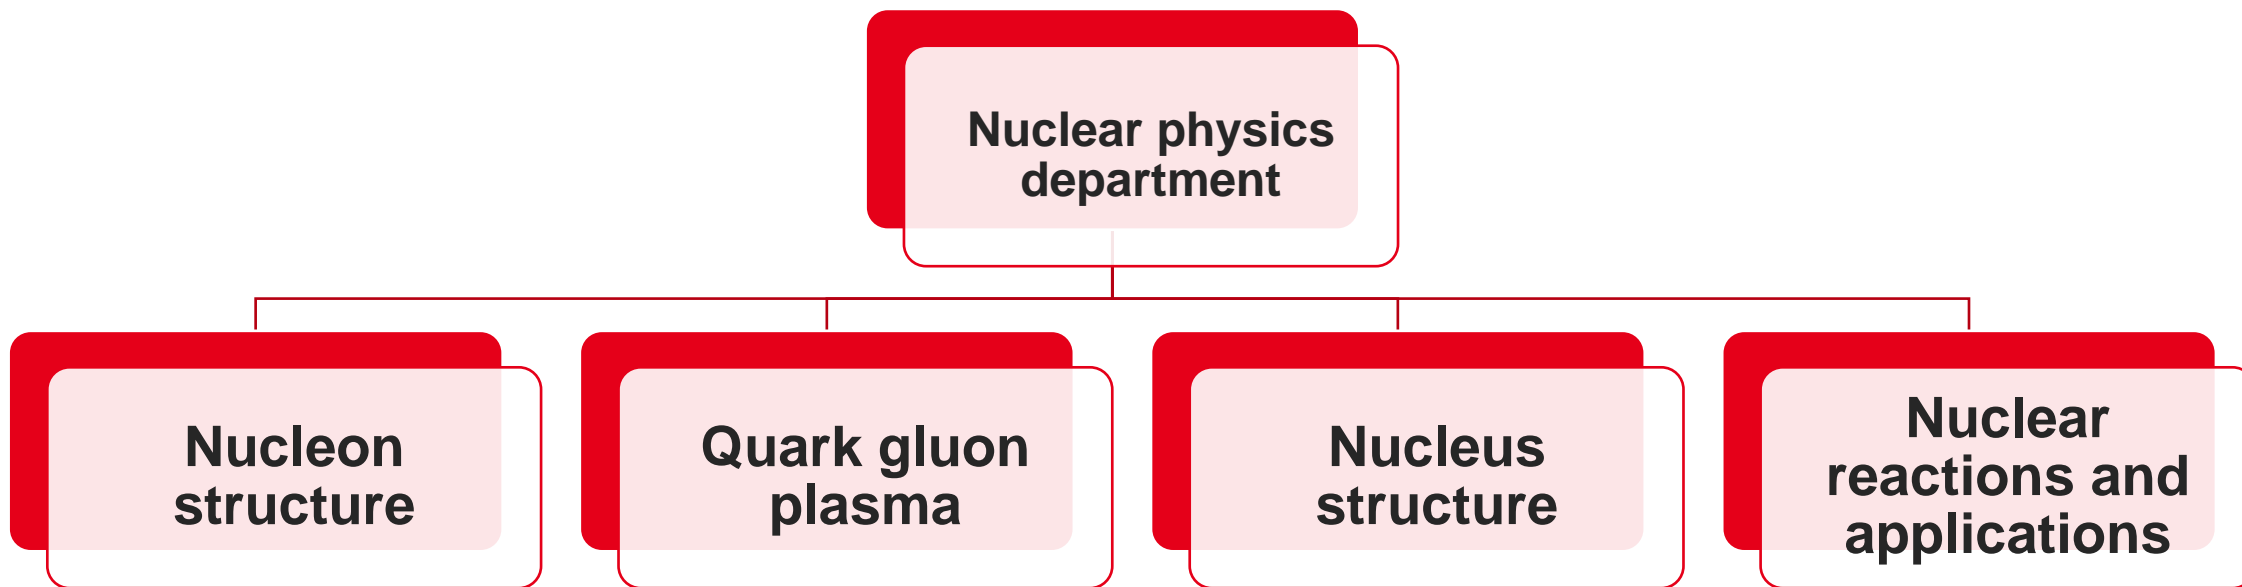 Nuclear physics
department
Nucleon
structure
Quark gluon
plasma
Nucleus
structure
Nuclear
reactions and
applications